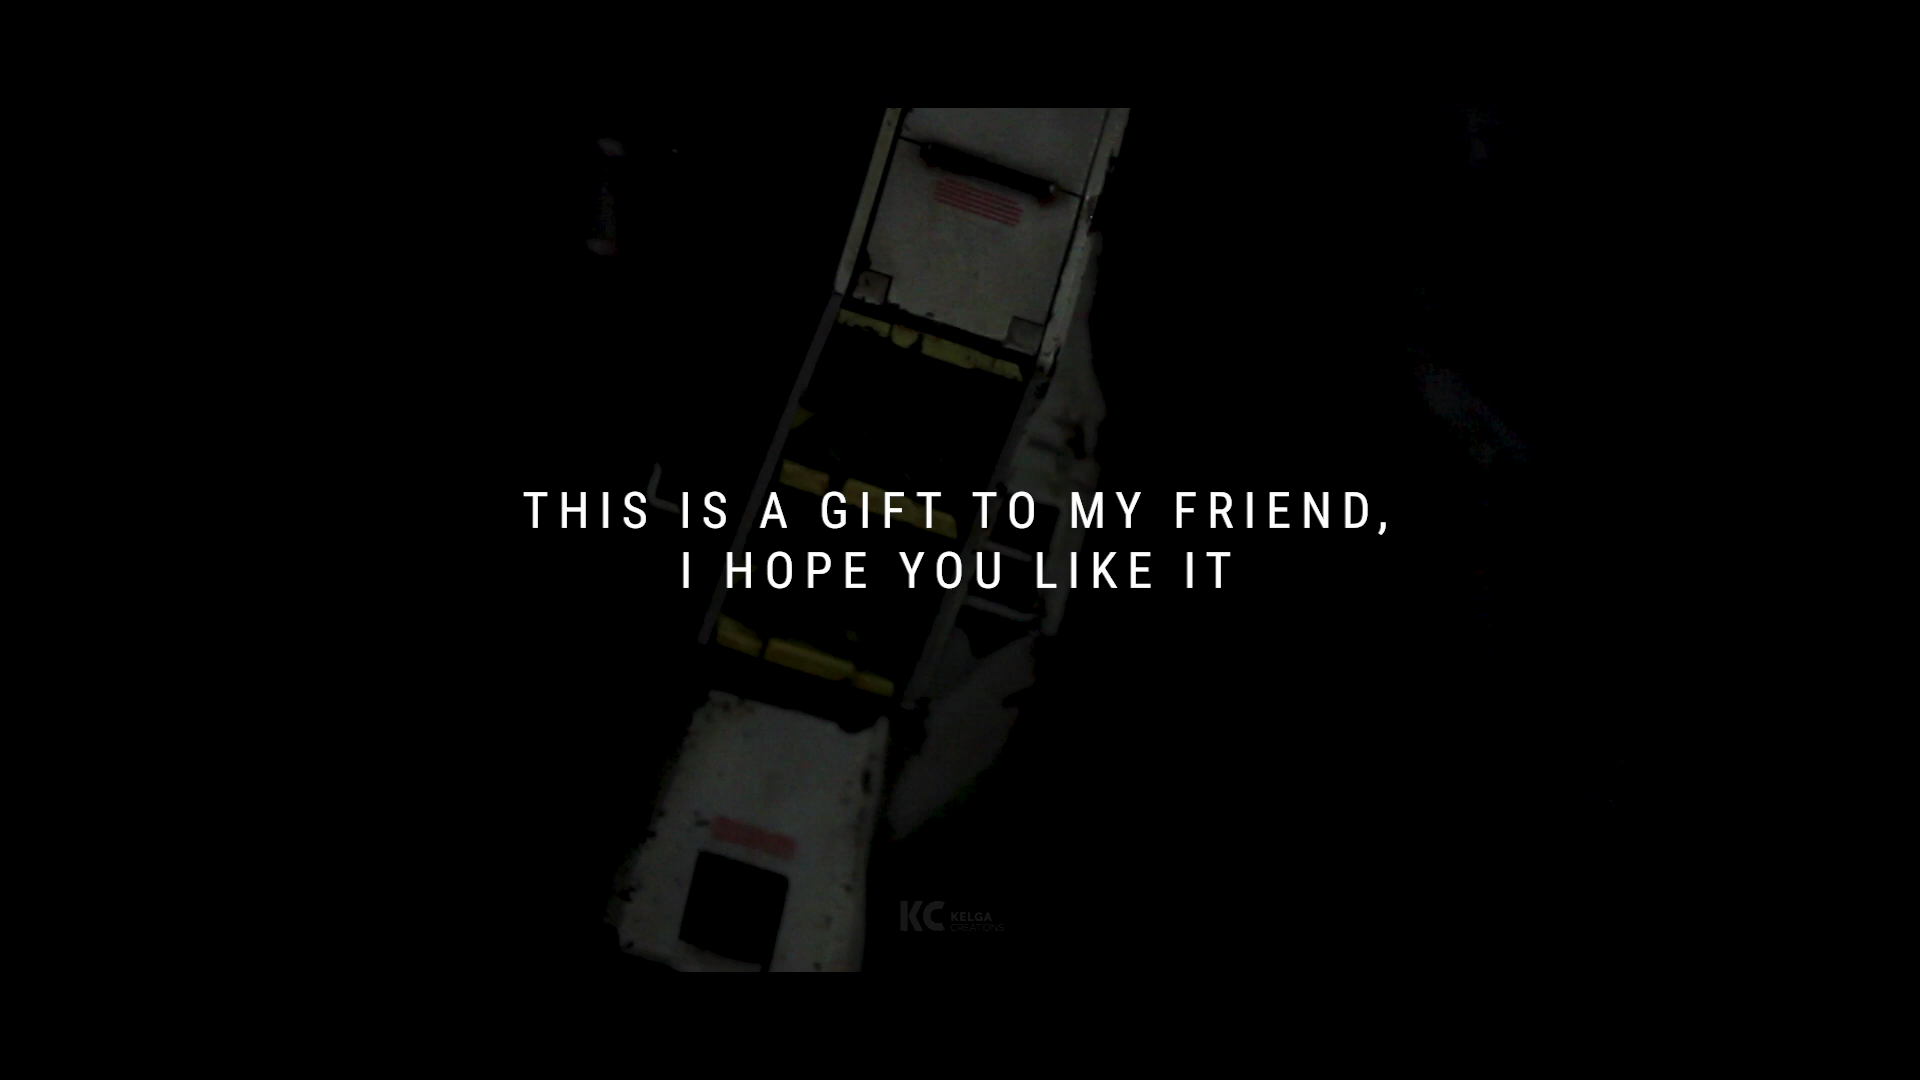 THIS IS A GIFT TO MY FRIEND,
I HOPE YOU LIKE IT
KC KELGA
CREATIONS